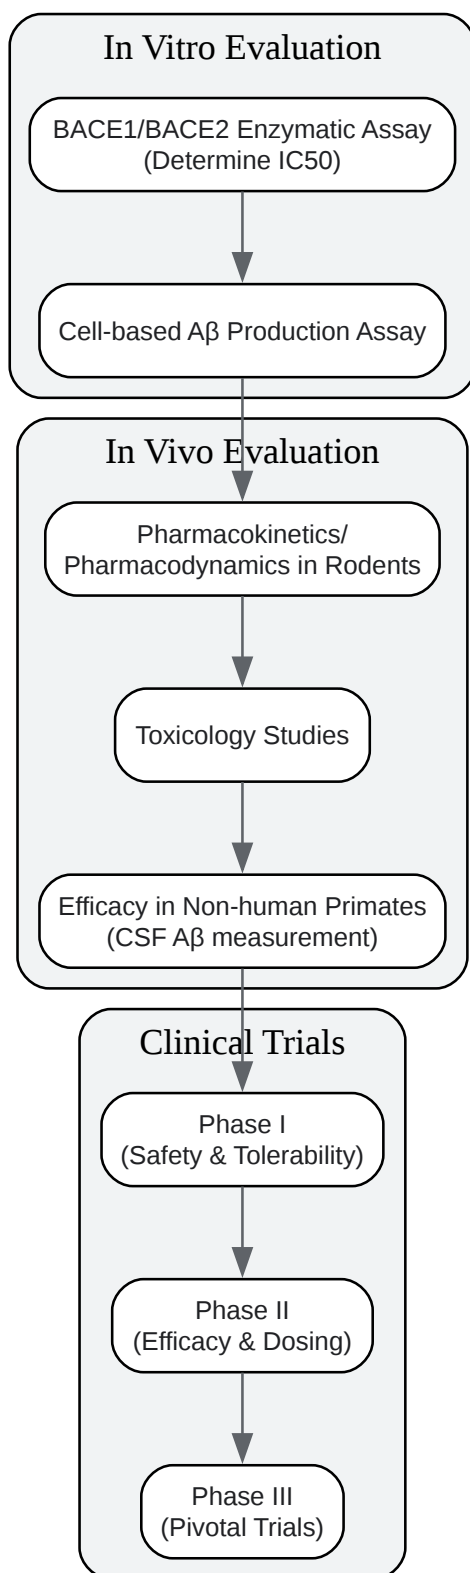 In Vitro Evaluation
BACE1/BACE2 Enzymatic Assay
(Determine IC50)
Cell-based Aβ Production Assay
In Vivo Evaluation
Pharmacokinetics/
Pharmacodynamics in Rodents
Toxicology Studies
Efficacy in Non-human Primates
(CSF Aβ measurement)
Clinical Trials
Phase I
(Safety & Tolerability)
Phase II
(Efficacy & Dosing)
Phase III
(Pivotal Trials)